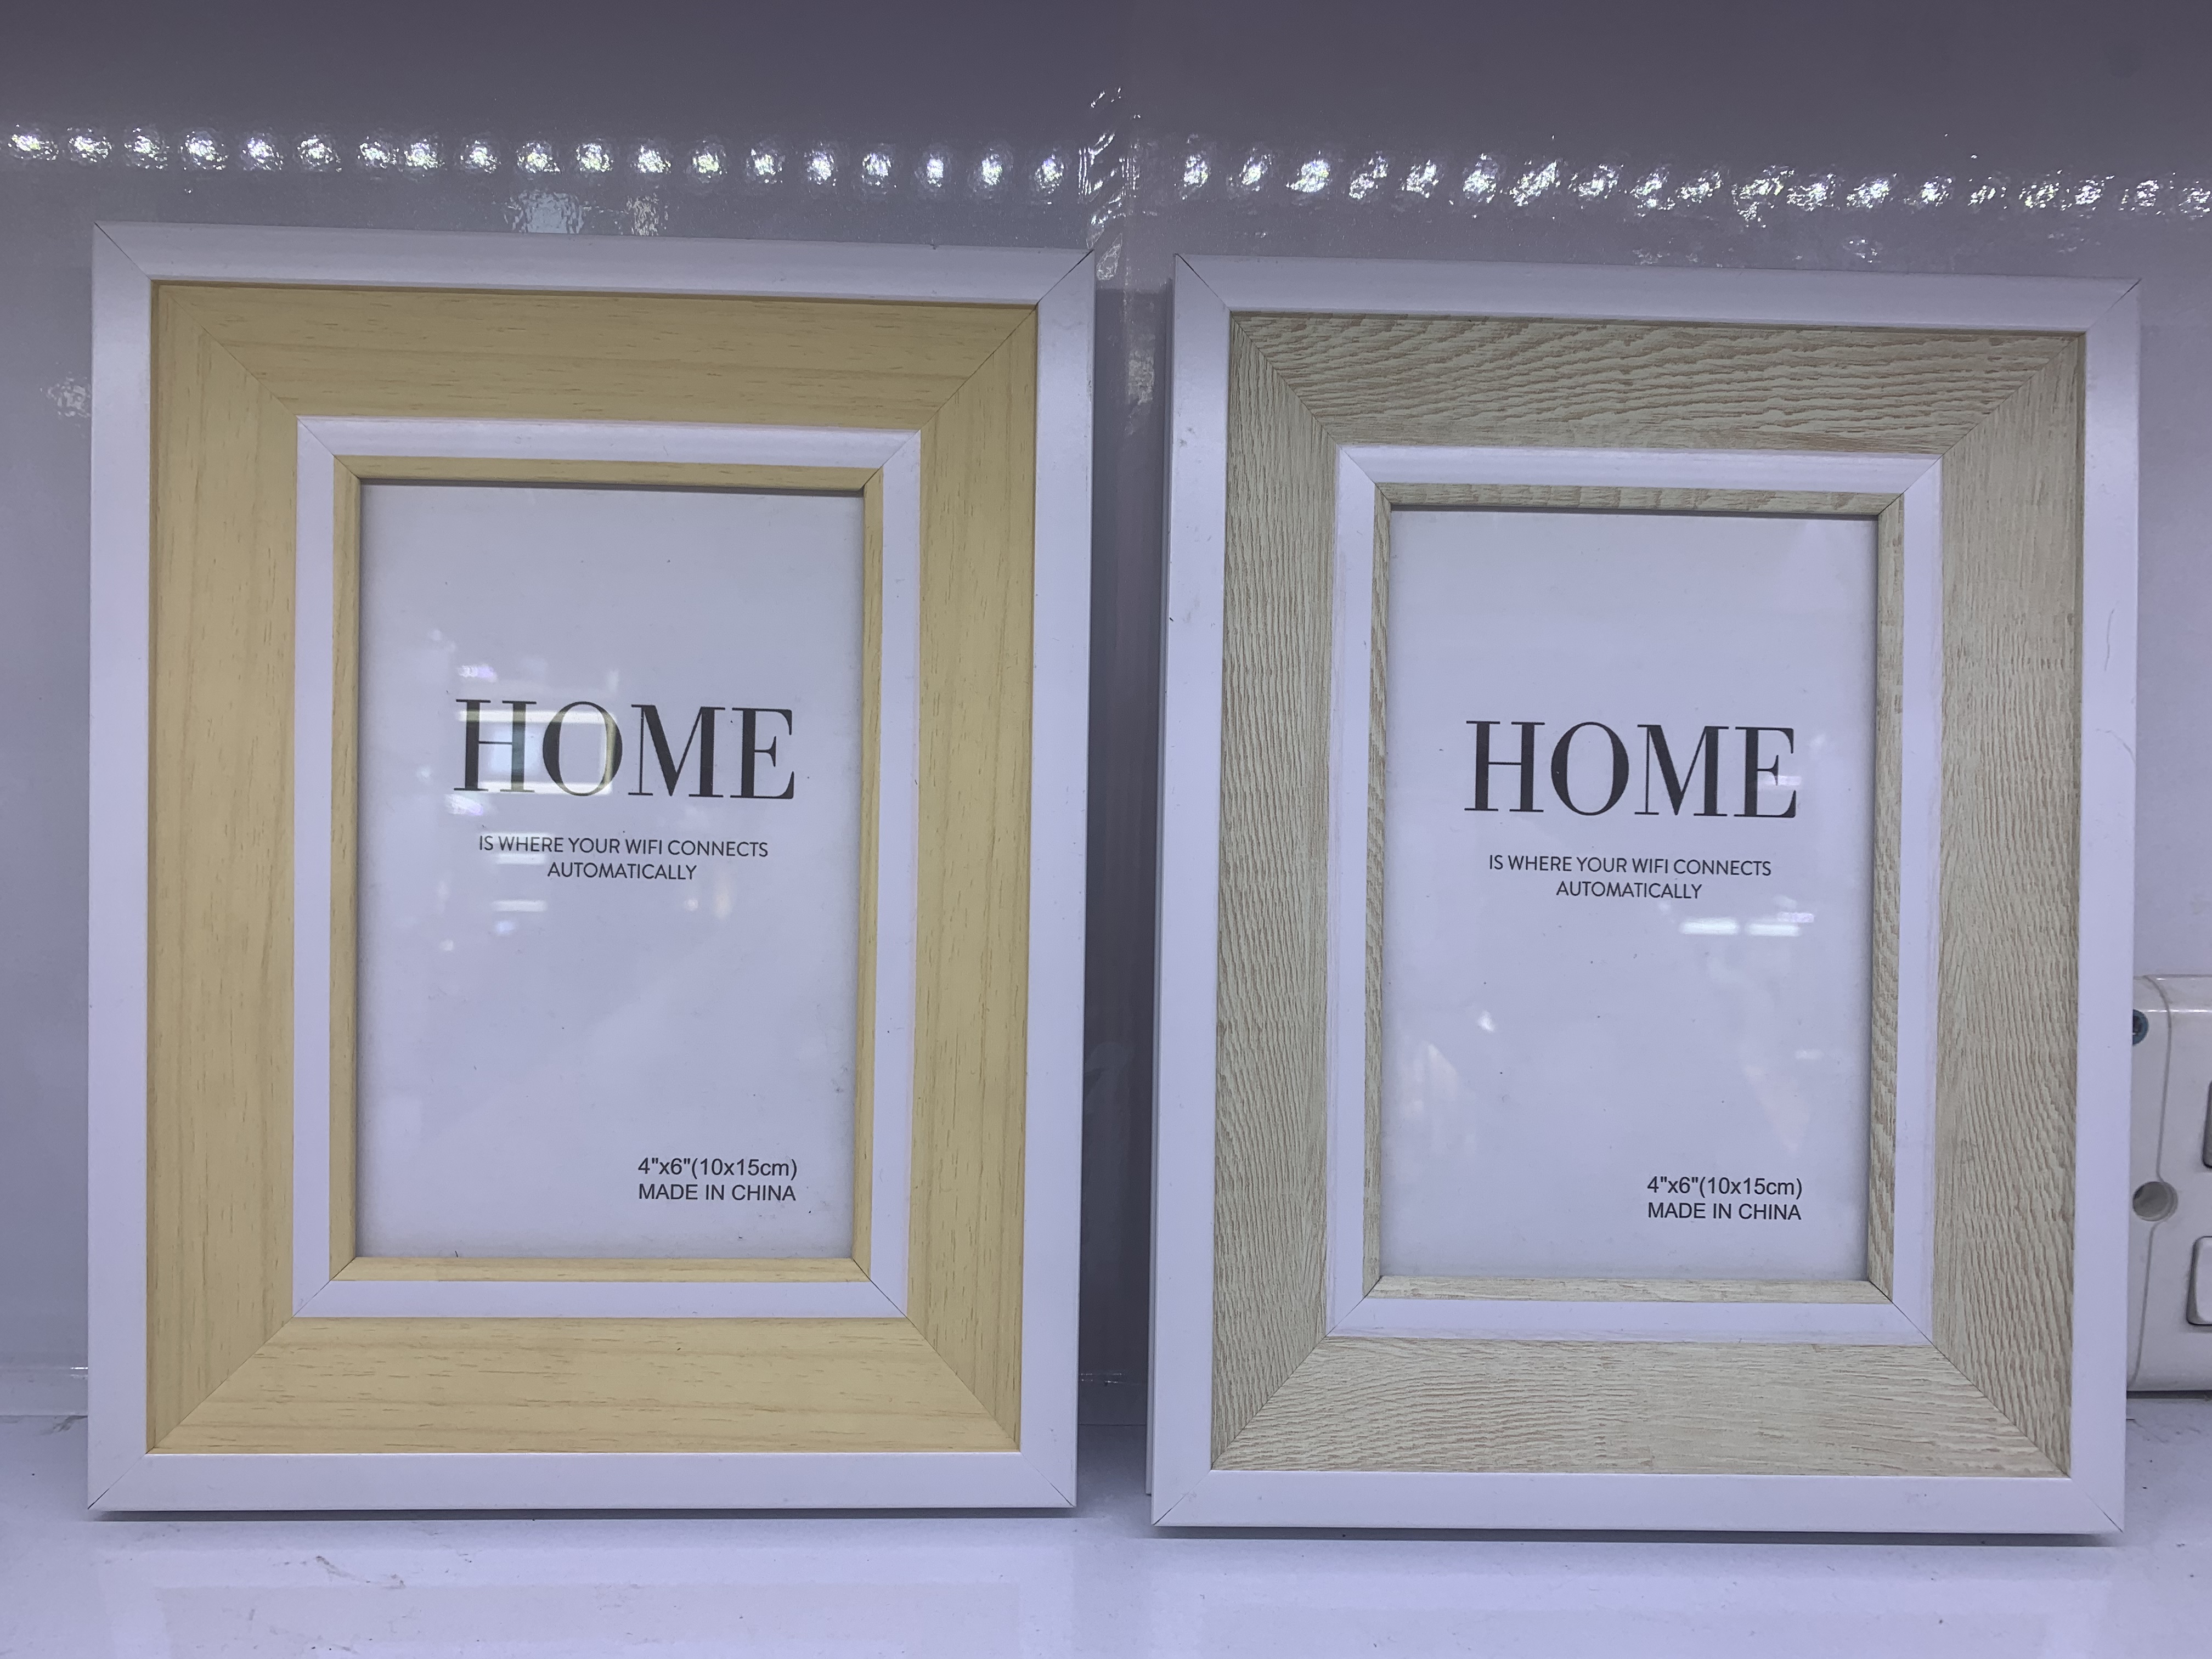 HOME
IS WHERE YOUR WIFI CONNECTS
AUTOMATICALLY
4"x6"(10x15cm)
MADE IN CHINA
HOME
IS WHERE YOUR WIFI CONNECTS
AUTOMATICALLY
4"x6"(10x15cm)
MADE IN CHINA